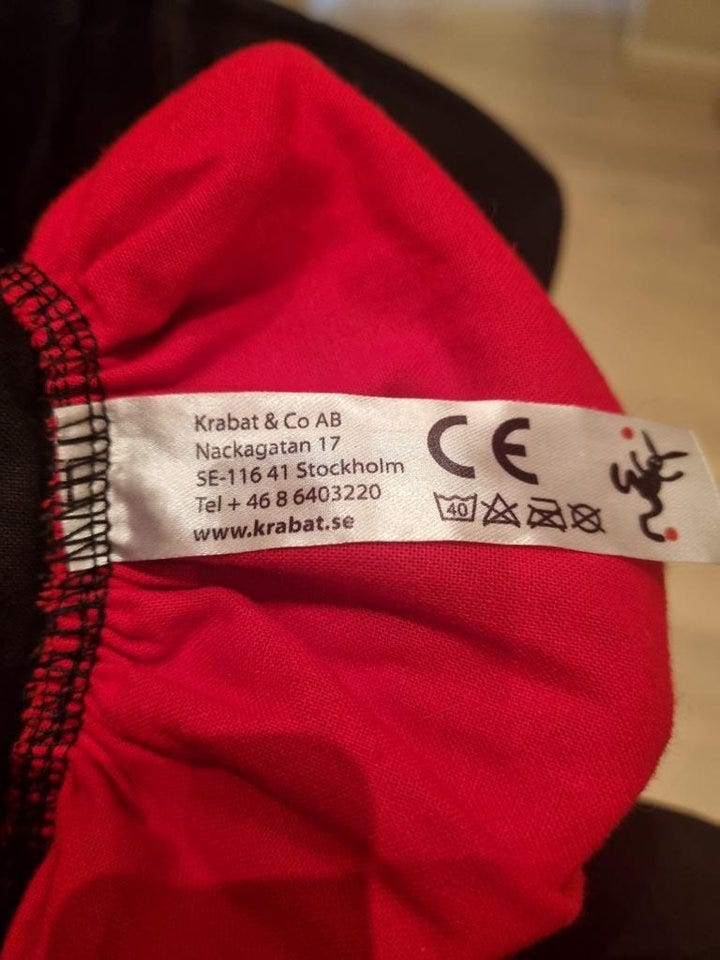 Krabat & Co AB
Nackagatan 17
SE-116 41 Stockholm
Tel + 46 8 6403220
www.krabat.se
CE
40